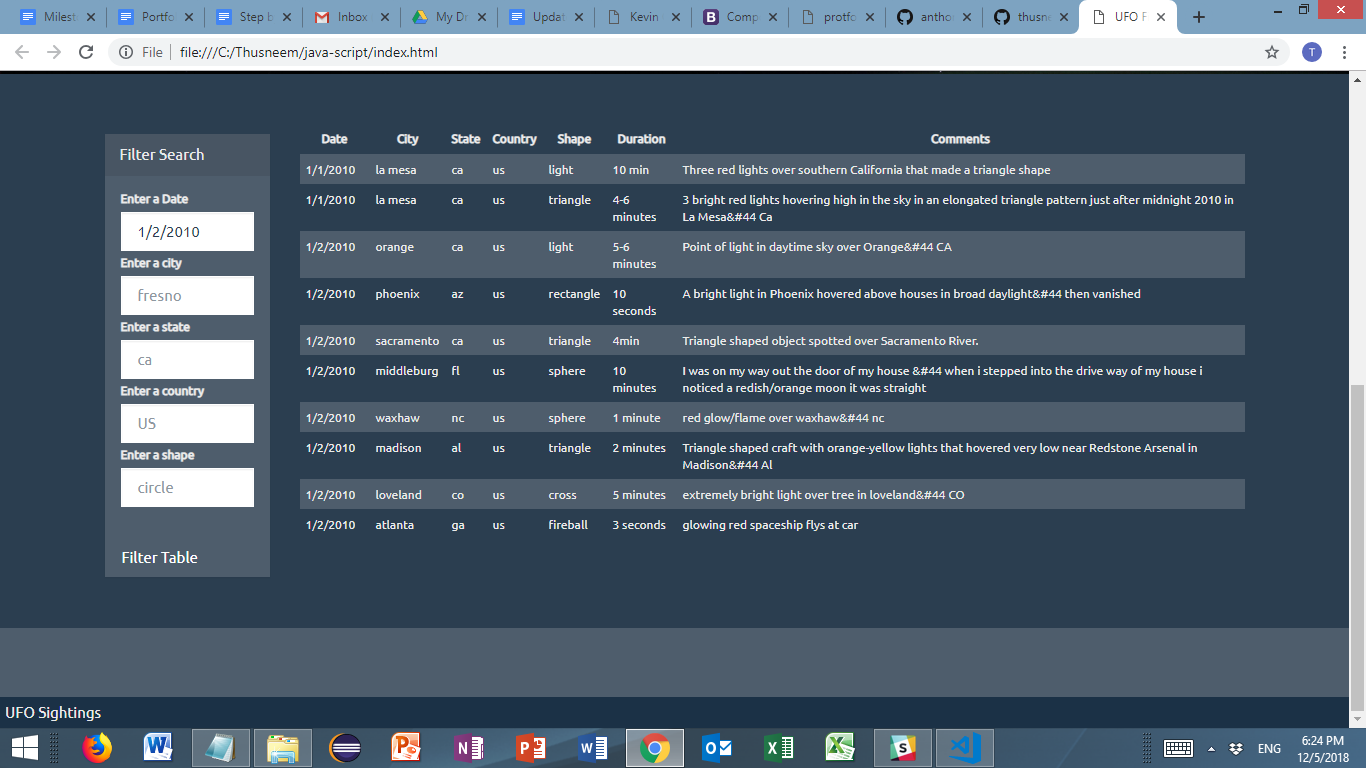 Milest
Portfo
Step b
Inbox
My Dr
Updat
Kevin
Comp
protfo
antho
thusne
UFO F
File
file:///C:/Thusneem/java-script/index.html
T
Filter Search
Enter a Date
1/2/2010
Enter a city
fresno
Enter a state
ca
Enter a country
US
Enter a shape
circle
Filter Table
Date City State Country Shape Duration Comments
1/1/2010 la mesa ca us light 10 min Three red lights over southern California that made a triangle shape
1/1/2010 la mesa ca us triangle 4-6 3 bright red lights hovering high in the sky in an elongated triangle pattern just after midnight 2010 in
minutes La Mesa&#44 Ca
1/2/2010 orange ca us light 5-6 Point of light in daytime sky over Orange&#44 CA
minutes
1/2/2010 phoenix az us rectangle 10 A bright light in Phoenix hovered above houses in broad daylight&#44 then vanished
seconds
1/2/2010 sacramento ca us triangle 4min Triangle shaped object spotted over Sacramento River.
1/2/2010 middleburg fl us sphere 10 I was on my way out the door of my house &#44 when i stepped into the drive way of my house i
minutes noticed a redish/orange moon it was straight
1/2/2010 waxhaw nc us sphere 1 minute red glow/flame over waxhaw&#44 nc
1/2/2010 madison al us triangle 2 minutes Triangle shaped craft with orange-yellow lights that hovered very low near Redstone Arsenal in
Madison&#44 Al
1/2/2010 loveland co us cross 5 minutes extremely bright light over tree in loveland&#44 CO
1/2/2010 atlanta ga us fireball 3 seconds glowing red spaceship flys at car
UFO Sightings
ENG
6:24 PM
12/5/2018